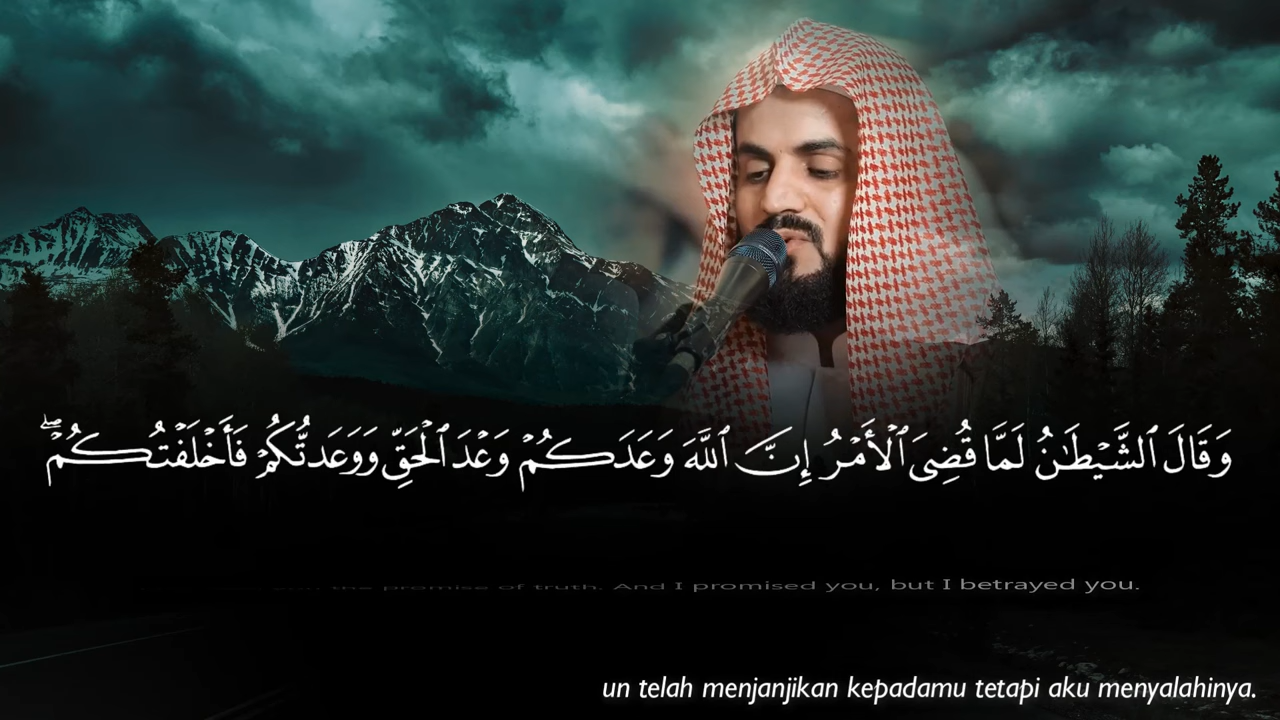 وَقَالَ ٱلشَّيْطَٰنُ لَمَّا قُضِىَ ٱلْأَمْرُ إِنَّ ٱللَّهَ وَعَدَكُمْ وَعْدَ ٱلْحَقِّ وَوَعَدتُّكُمْ فَأَخْلَفْتُكُمْ ۖ
the promise of truth. And I promised you, but I betrayed you.
un telah menjanjikan kepadamu tetapi aku menyalahinya.